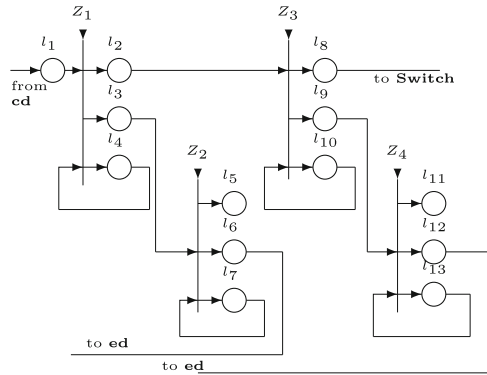 Z₁ Z₃
l₁ l₂ l₈
from
cd
to Switch
l₃ l₉
l₄ l₁₀
Z₂ Z₄
l₅ l₁₁
l₆ l₁₂
l₇ l₁₃
to ed
to ed